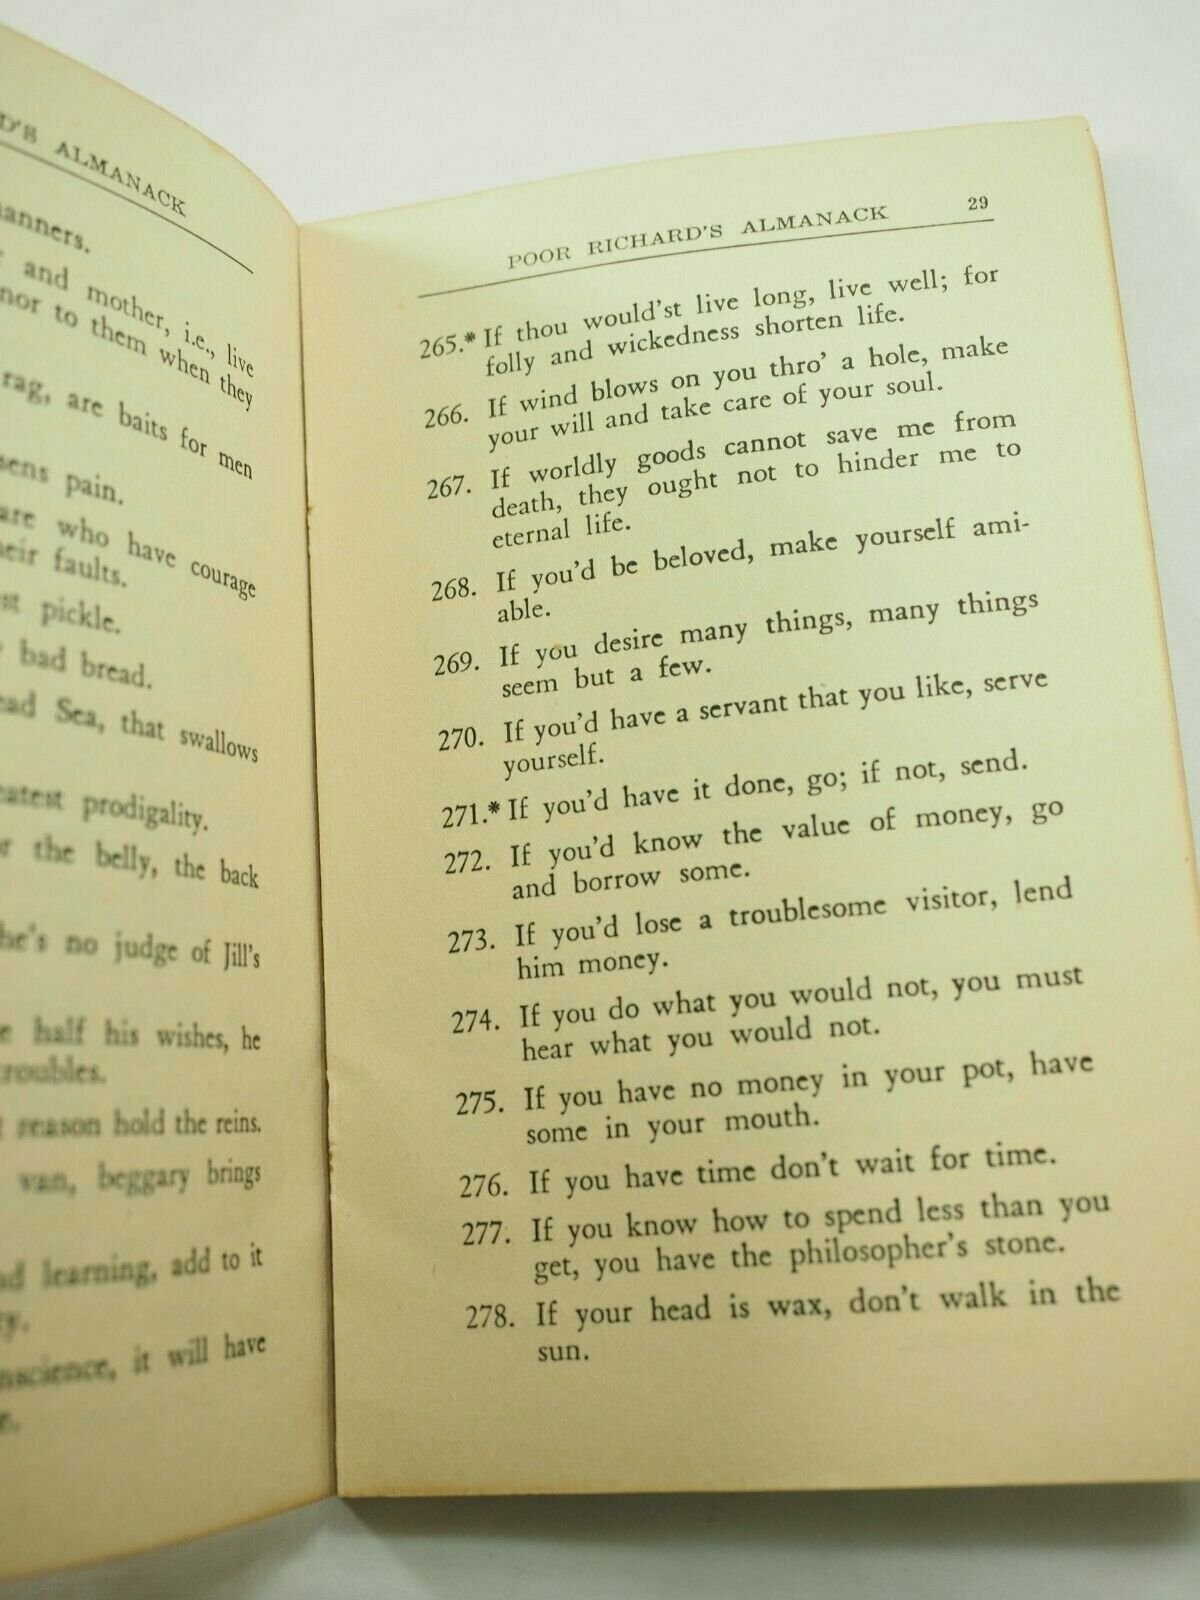 D'S ALMANACK
manners.
and mother, i.e., live
nor to them when they
rag, are baits for men
pain.
are who have courage
their faults.
pickle.
bad bread.
Sea, that swallows
prodigality.
the belly, the back
he's no judge of Jill's
half his wishes, he
troubles.
reason hold the reins.
van, beggary brings
learning, add to it
it will have
POOR RICHARD'S ALMANACK 29
265.* If thou would'st live long, live well; for
folly and wickedness shorten life.
266. If wind blows on you thro' a hole, make
your will and take care of your soul.
267. If worldly goods cannot save me from
death, they ought not to hinder me to
eternal life.
268. If you'd be beloved, make yourself ami-
able.
269. If you desire many things, many things
seem but a few.
270. If you'd have a servant that you like, serve
yourself.
271.* If you'd have it done, go; if not, send.
272. If you'd know the value of money, go
and borrow some.
273. If you'd lose a troublesome visitor, lend
him money.
274. If you do what you would not, you must
hear what you would not.
275. If you have no money in your pot, have
some in your mouth.
276. If you have time don't wait for time.
277. If you know how to spend less than you
get, you have the philosopher's stone.
278. If your head is wax, don't walk in the
sun.